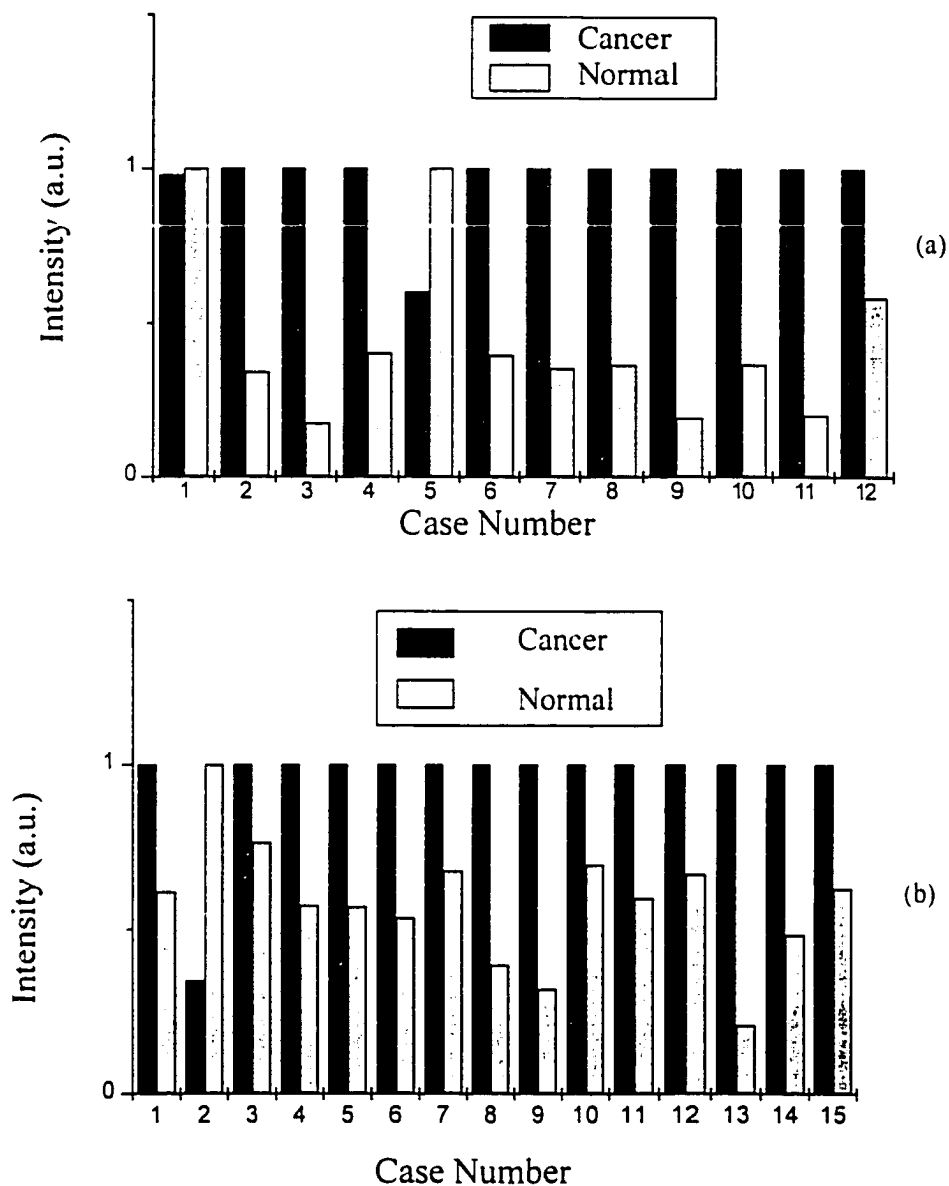 Cancer
Normal
Intensity (a.u.)
1
0
(a)
1 2 3 4 5 6 7 8 9 10 11 12
Case Number
Cancer
Normal
Intensity (a.u.)
1
0
(b)
1 2 3 4 5 6 7 8 9 10 11 12 13 14 15
Case Number